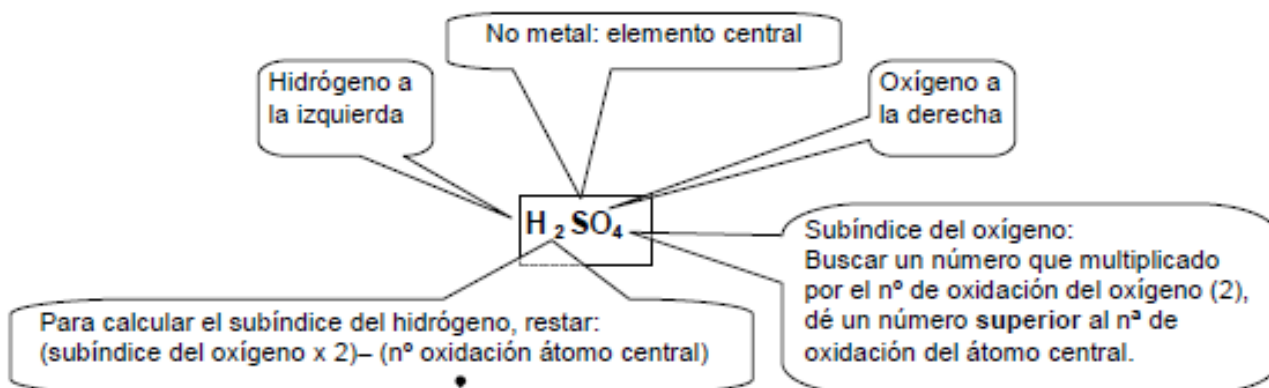 No metal: elemento central
Hidrógeno a
la izquierda
Oxígeno a
la derecha
H 2 SO4
Subíndice del oxígeno:
Buscar un número que multiplicado
por el nº de oxidación del oxígeno (2),
dé un número superior al nª de
oxidación del átomo central.
Para calcular el subíndice del hidrógeno, restar:
(subíndice del oxígeno x 2)– (nº oxidación átomo central)